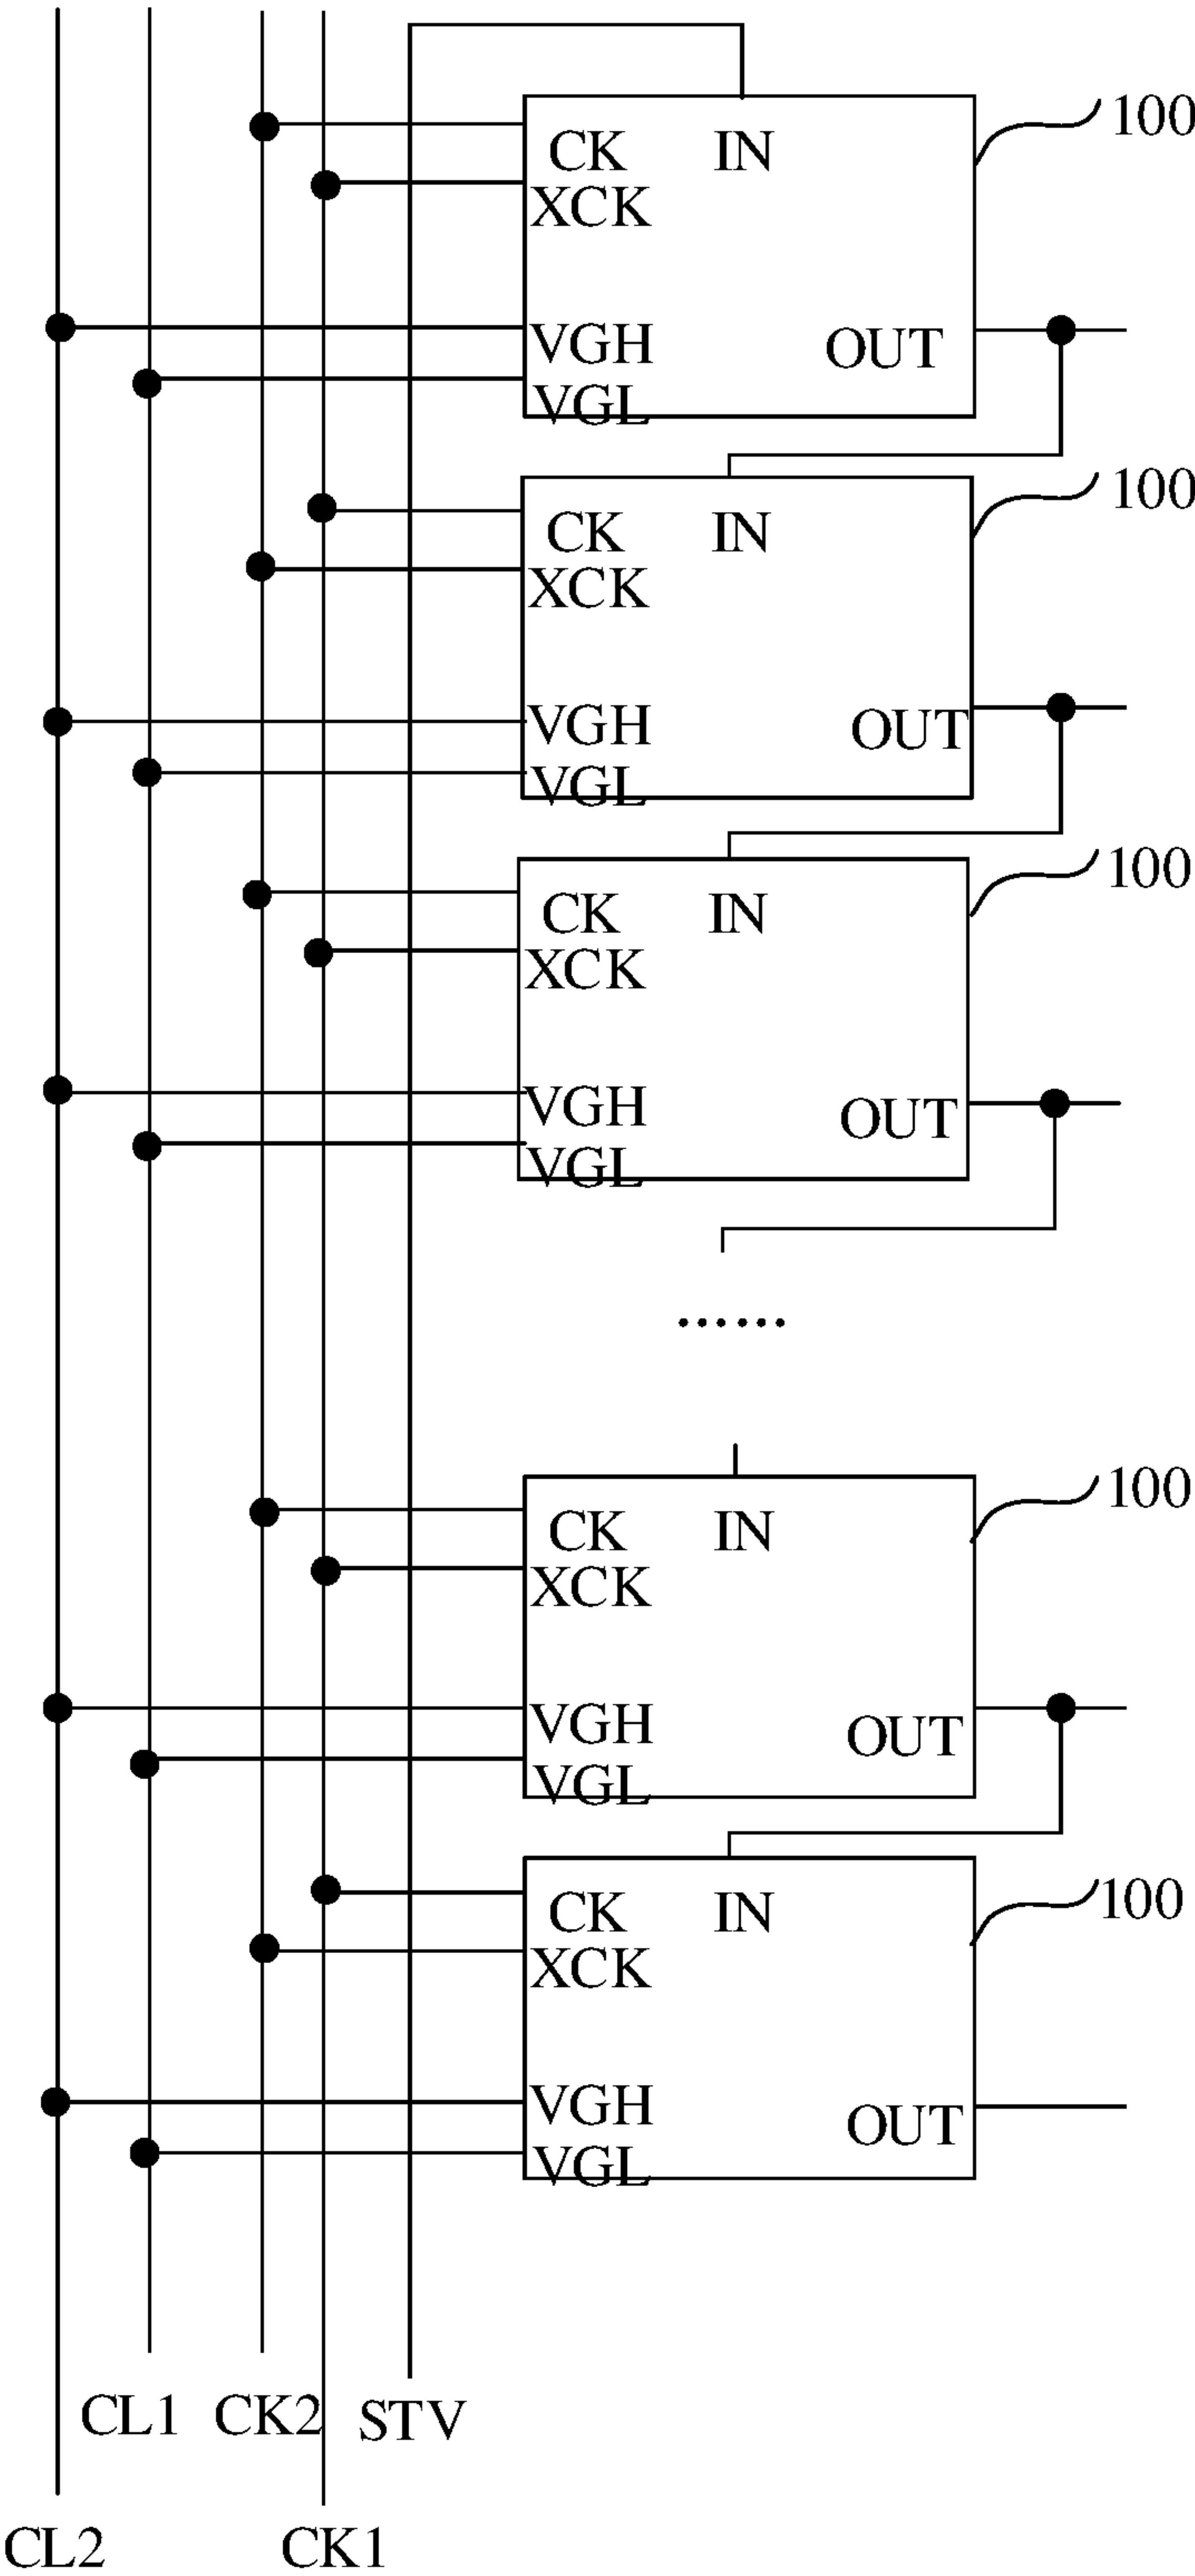 100
CK IN
XCK
VGH
OUT
VGL
100
CK IN
XCK
VGH
OUT
VGL
100
CK IN
XCK
VGH
OUT
VGL
......
100
CK IN
XCK
VGH
OUT
VGL
100
CK IN
XCK
VGH
OUT
VGL
CL1 CK2 STV
CL2 CK1